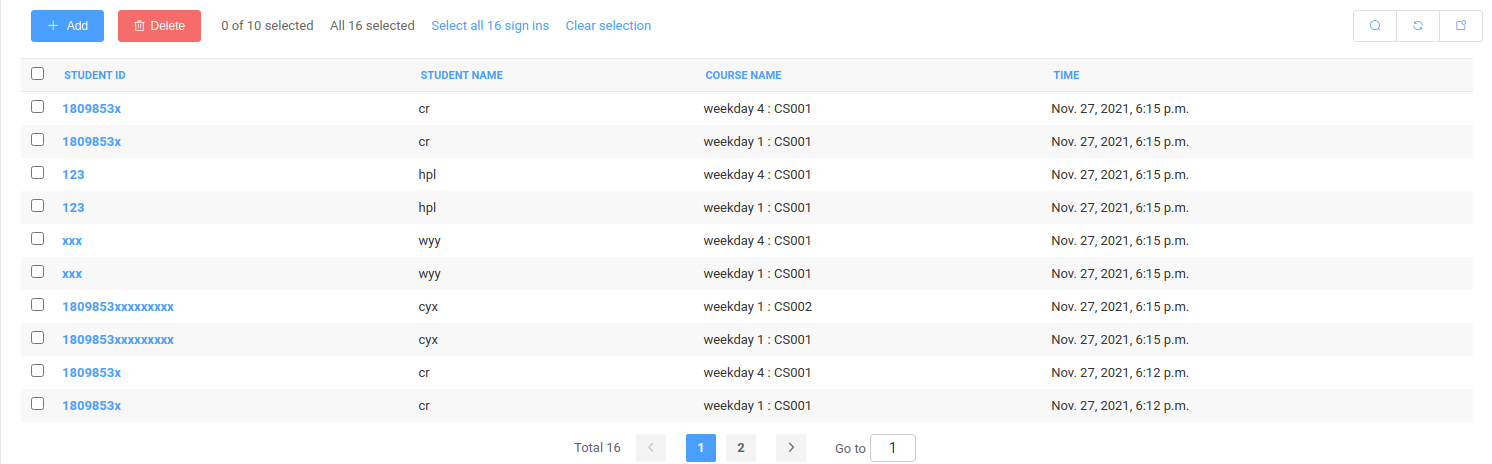 Add Delete 0 of 10 selected All 16 selected Select all 16 sign ins Clear selection
STUDENT ID STUDENT NAME COURSE NAME TIME
1809853x cr weekday 4 : CS001 Nov. 27, 2021, 6:15 p.m.
1809853x cr weekday 1 : CS001 Nov. 27, 2021, 6:15 p.m.
123 hpl weekday 4 : CS001 Nov. 27, 2021, 6:15 p.m.
123 hpl weekday 1 : CS001 Nov. 27, 2021, 6:15 p.m.
xxx wyy weekday 4 : CS001 Nov. 27, 2021, 6:15 p.m.
xxx wyy weekday 1 : CS001 Nov. 27, 2021, 6:15 p.m.
1809853xxxxxxxxx cyx weekday 1 : CS002 Nov. 27, 2021, 6:15 p.m.
1809853xxxxxxxxx cyx weekday 1 : CS001 Nov. 27, 2021, 6:15 p.m.
1809853x cr weekday 4 : CS001 Nov. 27, 2021, 6:12 p.m.
1809853x cr weekday 1 : CS001 Nov. 27, 2021, 6:12 p.m.
Total 16 1 2 Go to 1